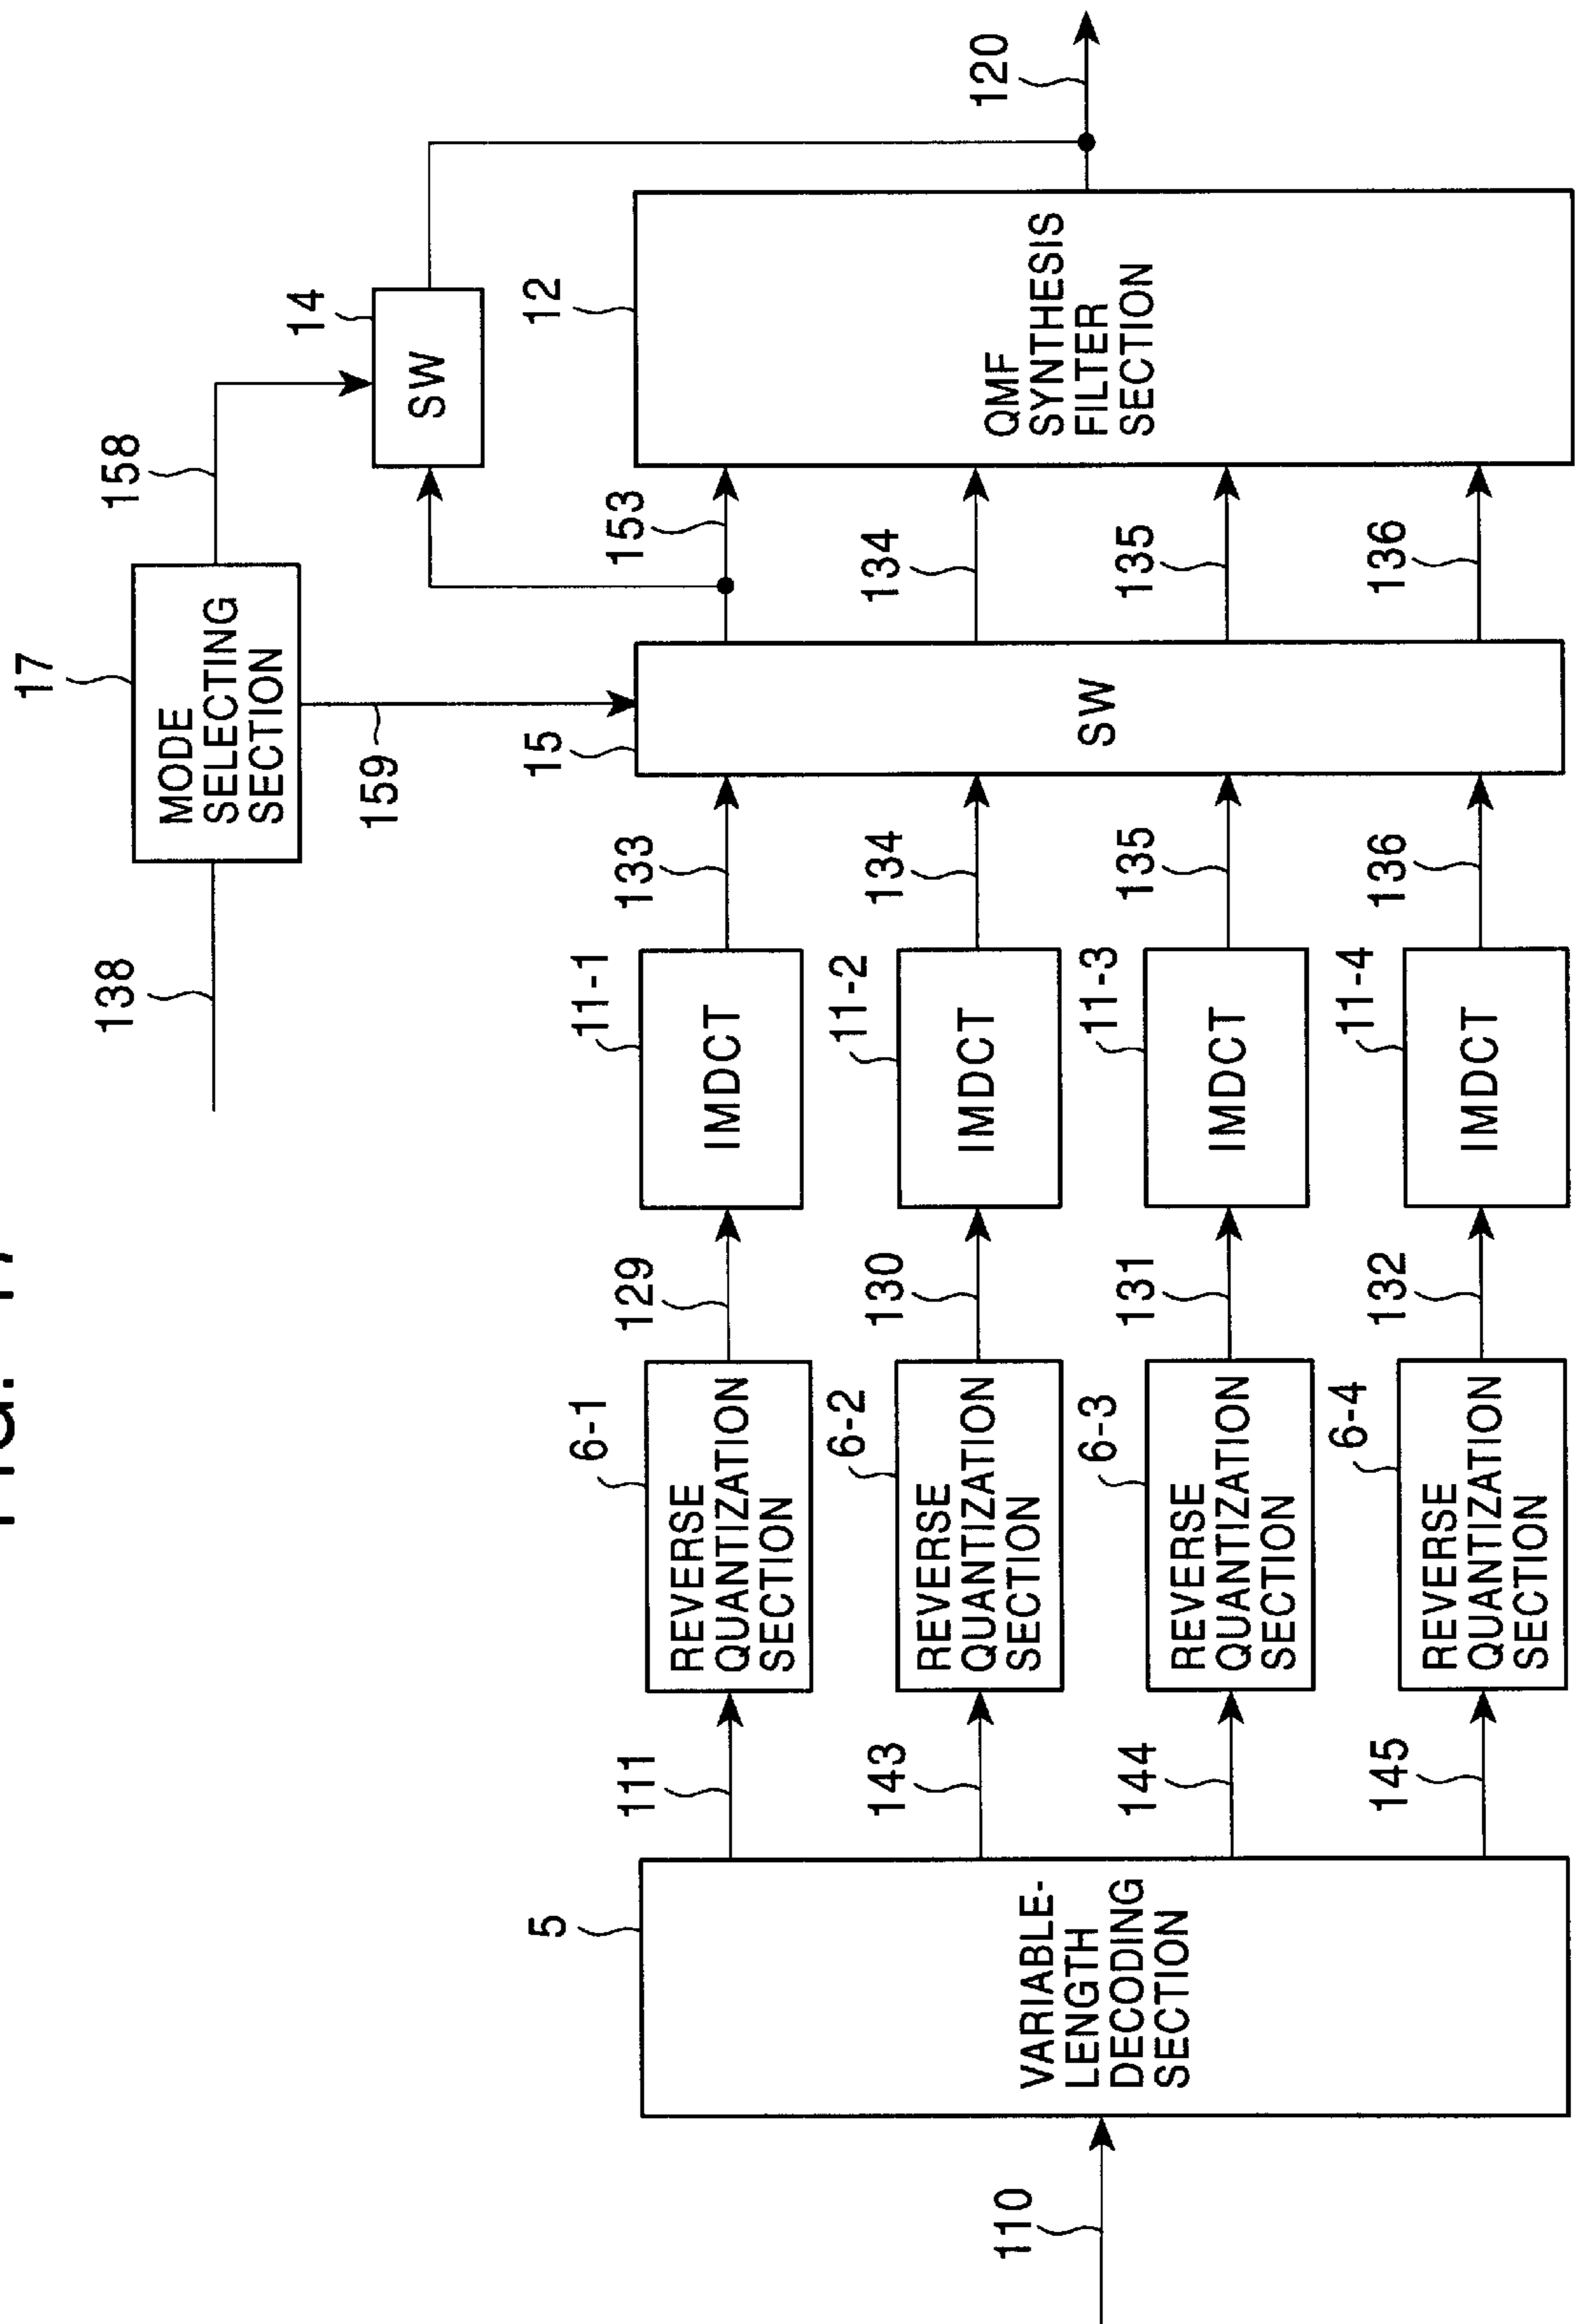 17
MODE
SELECTING
SECTION
138
158
159
14
SW
120
5
VARIABLE-
LENGTH
DECODING
SECTION
110
111
143
144
145
6-1
REVERSE
QUANTIZATION
SECTION
6-2
REVERSE
QUANTIZATION
SECTION
6-3
REVERSE
QUANTIZATION
SECTION
6-4
REVERSE
QUANTIZATION
SECTION
129
130
131
132
11-1
IMDCT
11-2
IMDCT
11-3
IMDCT
11-4
IMDCT
133
134
135
136
15
SW
153
134
135
136
12
QMF
SYNTHESIS
FILTER
SECTION